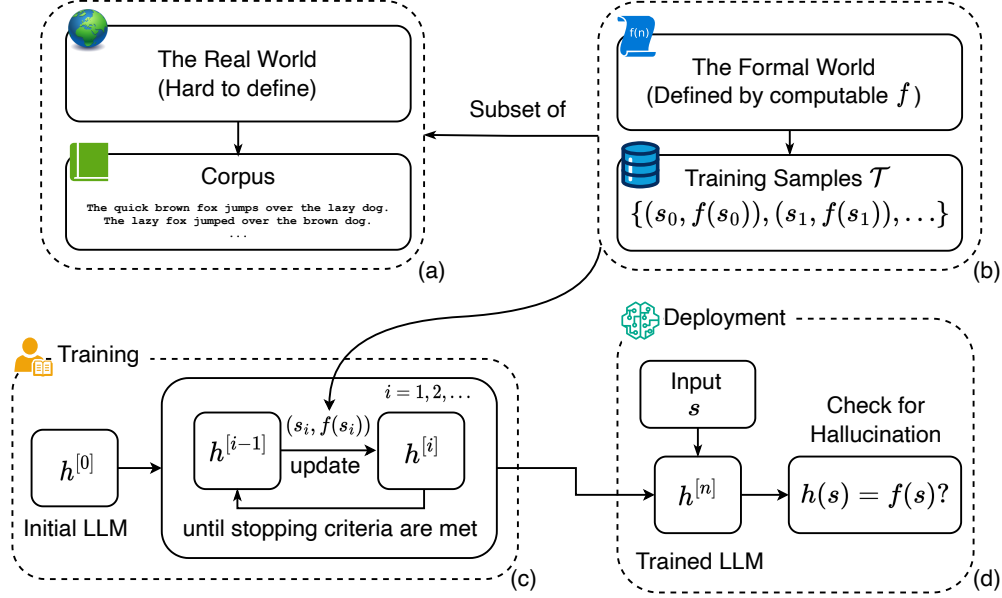 The Real World
(Hard to define)
Corpus
The quick brown fox jumps over the lazy dog.
The lazy fox jumped over the brown dog.
...
(a)
Subset of
f(n)
The Formal World
(Defined by computable f)
Training Samples 𝒯
{(s₀, f(s₀)), (s₁, f(s₁)), …}
(b)
Training
h^{[0]}
Initial LLM
i = 1, 2, …
h^{[i−1]}
(sᵢ, f(sᵢ))
update
h^{[i]}
until stopping criteria are met
(c)
Deployment
Input
s
h^{[n]}
Trained LLM
Check for
Hallucination
h(s) = f(s)?
(d)